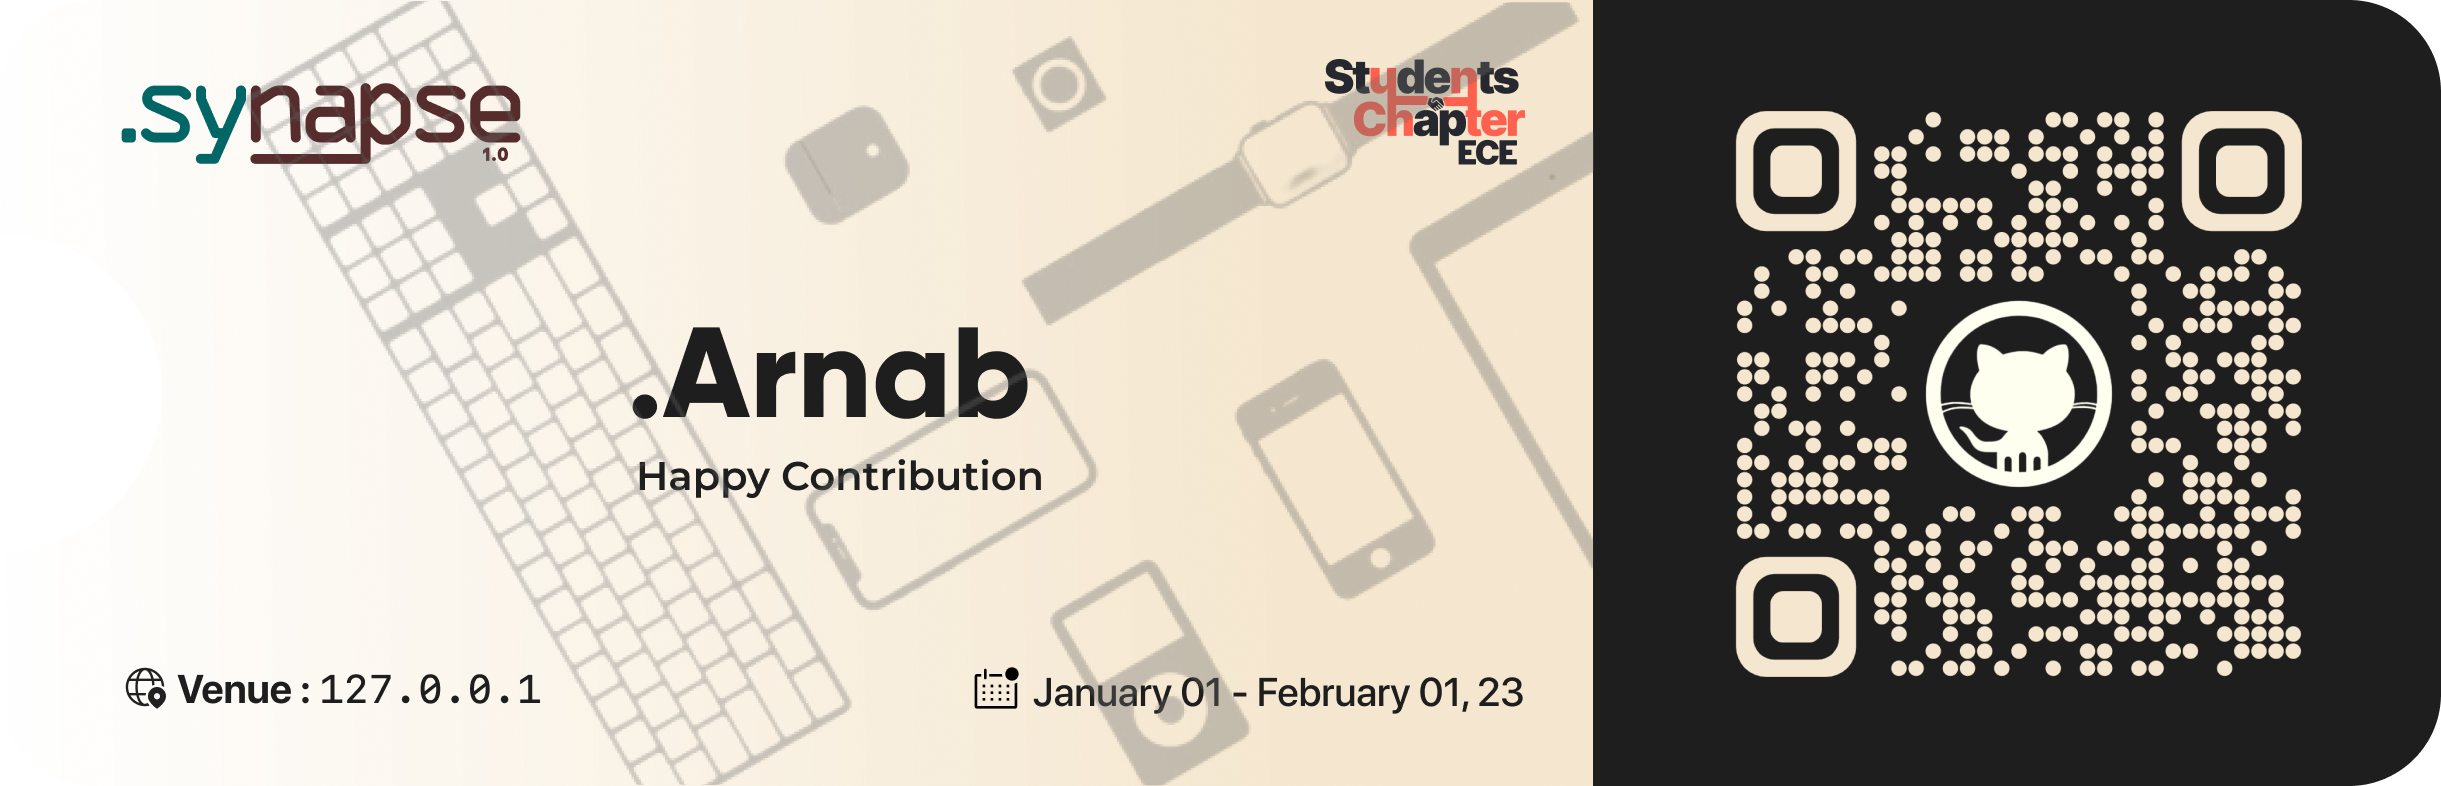 .synapse
1.0
Students
Chapter
ECE
.Arnab
Happy Contribution
Venue : 127.0.0.1
January 01 - February 01, 23